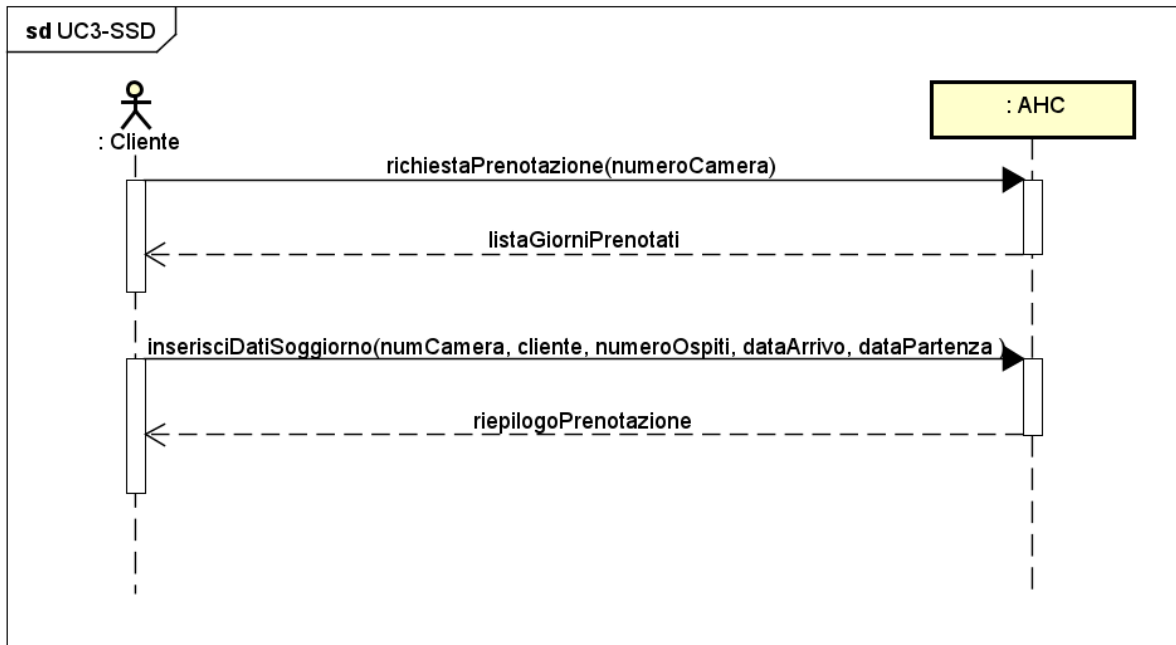 sd UC3-SSD
: Cliente
: AHC
richiestaPrenotazione(numeroCamera)
listaGiorniPrenotati
inserisciDatiSoggiorno(numCamera, cliente, numeroOspiti, dataArrivo, dataPartenza )
riepilogoPrenotazione